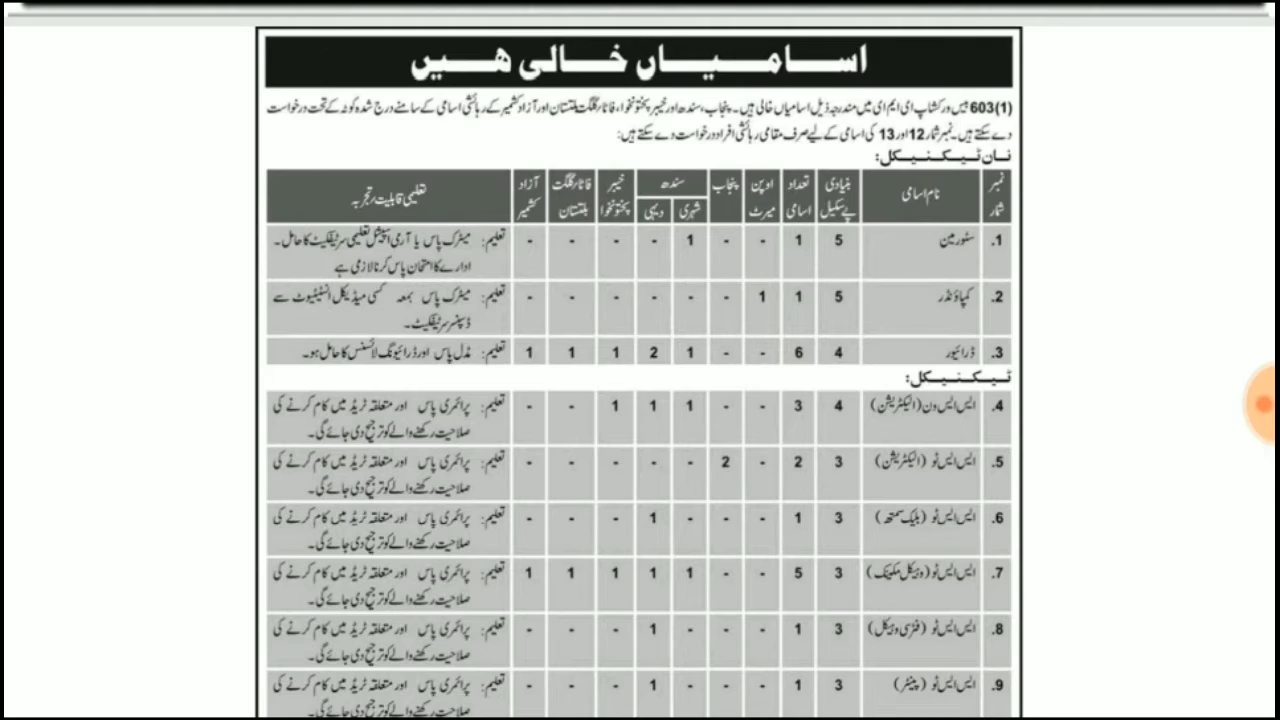 اسامیاں خالی ھیں
(1) 603 بیس ورکشاپ ای ایم ای میں مندرجہ ذیل اسامیاں خالی ہیں۔ پنجاب، سندھ اور خیبر پختونخوا، فاٹا/گلگت بلتستان اور آزاد کشمیر کے رہائشی اسامی کے سامنے درج شدہ کوٹہ کے تحت درخواست
دے سکتے ہیں۔ نمبر شمار 12 اور 13 کی اسامی کے لیے صرف مقامی رہائشی افراد درخواست دے سکتے ہیں:
نان ٹیکنیکل:
نمبر شمار نام اسامی بنیادی پے سکیل تعداد اسامی اوپن میرٹ پنجاب سندھ شہری دیہی خیبر پختونخوا فاٹا/گلگت بلتستان آزاد کشمیر تعلیمی قابلیت/تجربہ
1. سٹور مین 5 1 - - 1 - - - - تعلیم: میٹرک پاس یا آرمی اسپیشل تعلیمی سرٹیفکیٹ کا حامل۔
ادارے کا امتحان پاس کرنا لازمی ہے
2. کمپاؤنڈر 5 1 1 - - - - - - تعلیم: میٹرک پاس بمعہ کسی میڈیکل انسٹیٹیوٹ سے
ڈسپنسر سرٹیفکیٹ۔
3. ڈرائیور 4 6 - - 1 2 1 1 1 تعلیم: مڈل پاس اور ڈرائیونگ لائسنس کا حامل ہو۔
ٹیکنیکل:
4. ایس ایس ون (الیکٹریشن) 4 3 - - 1 1 1 - - تعلیم: پرائمری پاس اور متعلقہ ٹریڈ میں کام کرنے کی
صلاحیت رکھنے والے کو ترجیح دی جائے گی۔
5. ایس ایس ٹو (الیکٹریشن) 3 2 - 2 - - - - - تعلیم: پرائمری پاس اور متعلقہ ٹریڈ میں کام کرنے کی
صلاحیت رکھنے والے کو ترجیح دی جائے گی۔
6. ایس ایس ٹو (بلیک سمتھ) 3 1 - - - 1 - - - تعلیم: پرائمری پاس اور متعلقہ ٹریڈ میں کام کرنے کی
صلاحیت رکھنے والے کو ترجیح دی جائے گی۔
7. ایس ایس ٹو (وہیکل مکینک) 3 5 - - 1 1 1 1 1 تعلیم: پرائمری پاس اور متعلقہ ٹریڈ میں کام کرنے کی
صلاحیت رکھنے والے کو ترجیح دی جائے گی۔
8. ایس ایس ٹو (فٹر سی وہیکل) 3 1 - - - 1 - - - تعلیم: پرائمری پاس اور متعلقہ ٹریڈ میں کام کرنے کی
صلاحیت رکھنے والے کو ترجیح دی جائے گی۔
9. ایس ایس ٹو (پینٹر) 3 1 - - - 1 - - - تعلیم: پرائمری پاس اور متعلقہ ٹریڈ میں کام کرنے کی
صلاحیت رکھنے والے کو ترجیح دی جائے گی۔